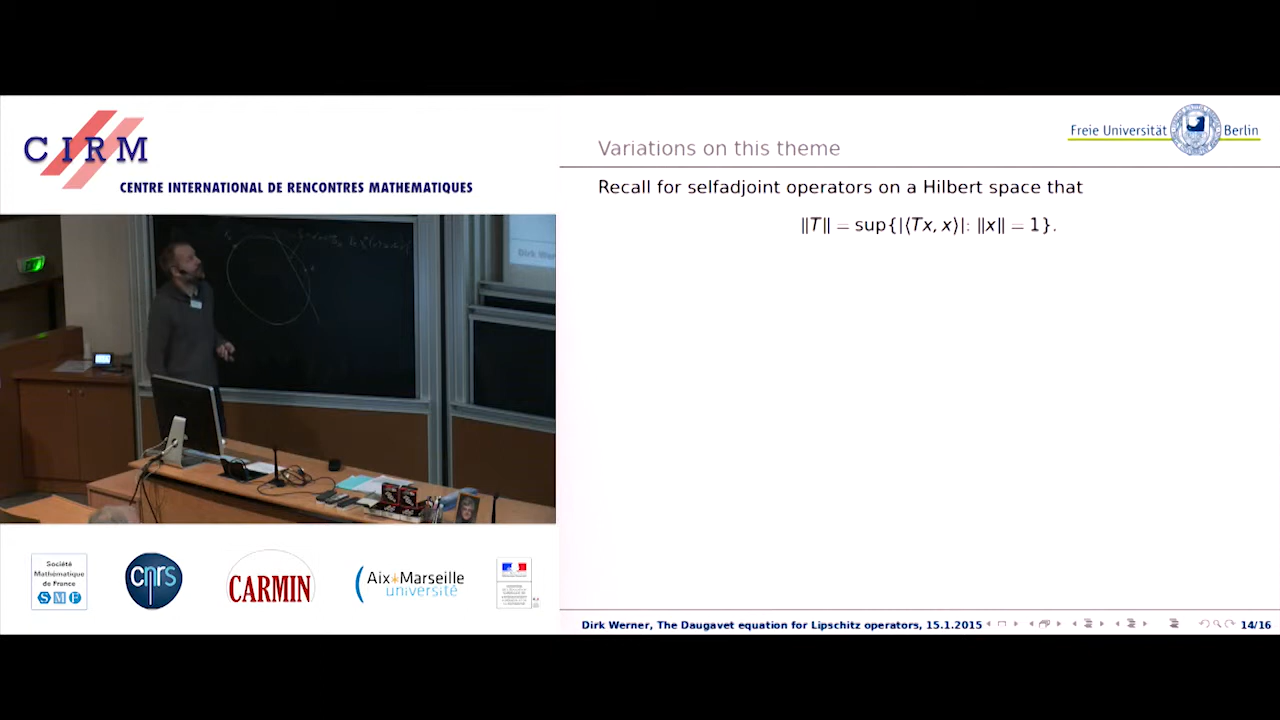 CIRM
CENTRE INTERNATIONAL DE RENCONTRES MATHEMATIQUES
Freie Universität Berlin
Variations on this theme
Recall for selfadjoint operators on a Hilbert space that
‖T‖ = sup{|⟨Tx, x⟩|: ‖x‖ = 1}.
Dirk Wern
Société
Mathématique
de France
SMF
cnrs
CARMIN
Aix*Marseille
université
Dirk Werner, The Daugavet equation for Lipschitz operators, 15.1.2015
14/16